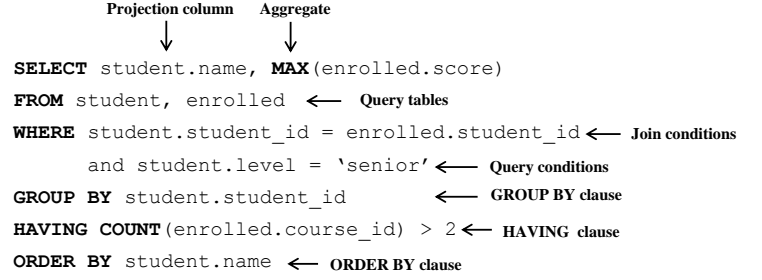 Projection column Aggregate
SELECT student.name, MAX(enrolled.score)
FROM student, enrolled Query tables
WHERE student.student_id = enrolled.student_id Join conditions
and student.level = ‘senior’ Query conditions
GROUP BY student.student_id GROUP BY clause
HAVING COUNT(enrolled.course_id) > 2 HAVING clause
ORDER BY student.name ORDER BY clause